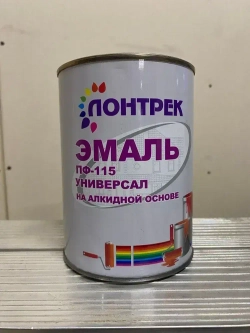 ЛОНТРЕК
ЭМАЛЬ
ПФ-115
УНИВЕРСАЛ
НА АЛКИДНОЙ ОСНОВЕ